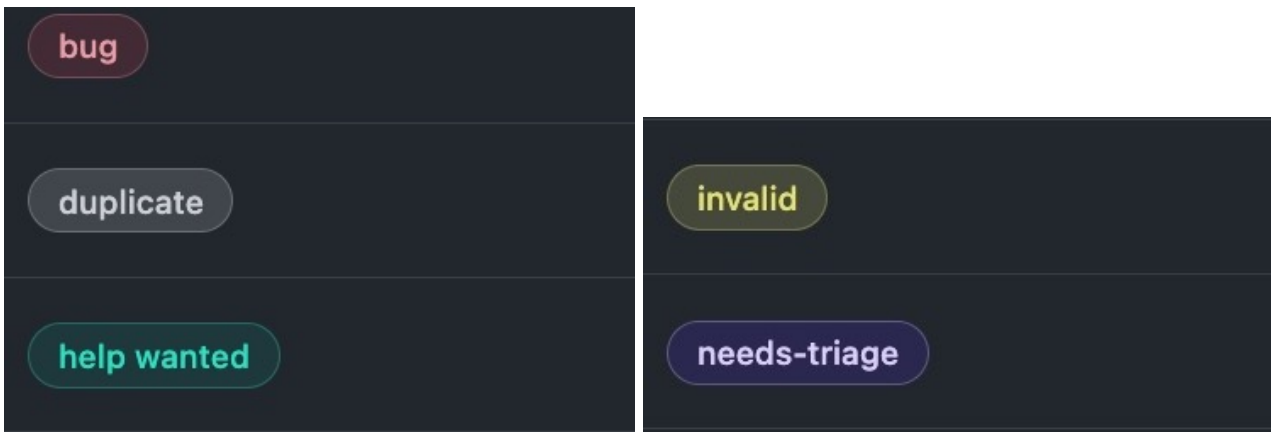 bug
duplicate
help wanted
invalid
needs-triage